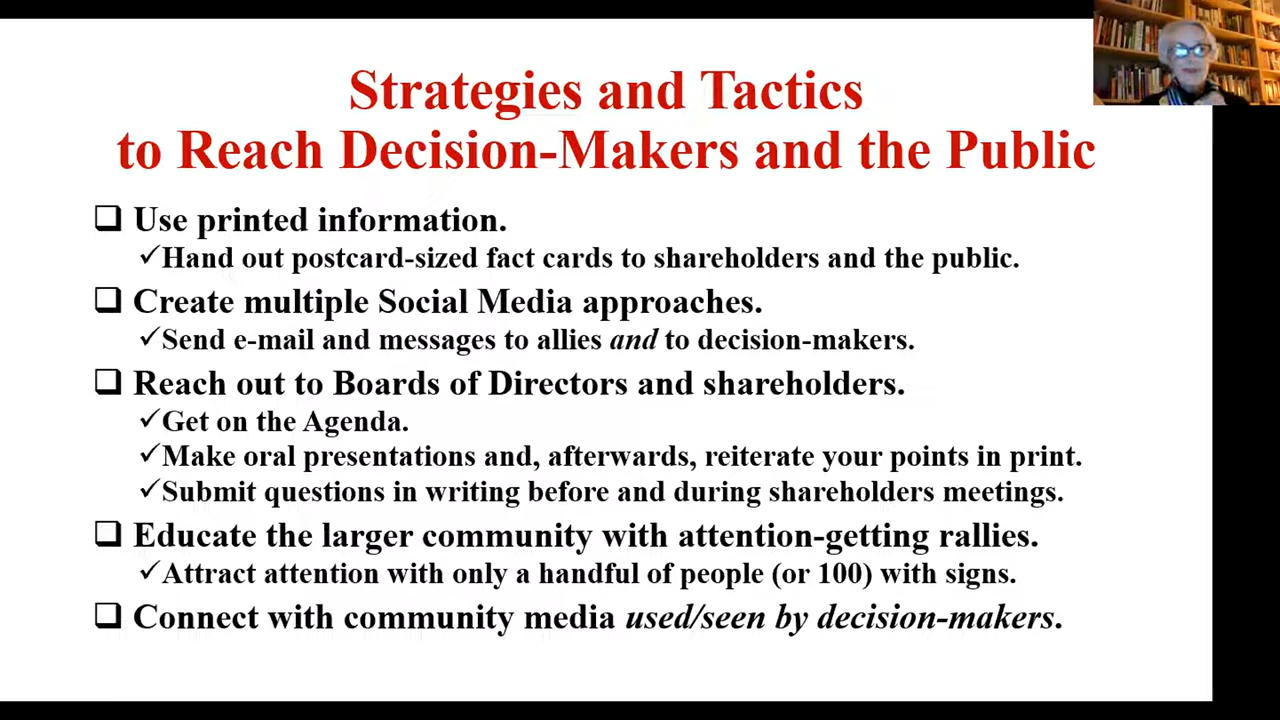 Strategies and Tactics
to Reach Decision-Makers and the Public
❑ Use printed information.
✓Hand out postcard-sized fact cards to shareholders and the public.
❑ Create multiple Social Media approaches.
✓Send e-mail and messages to allies and to decision-makers.
❑ Reach out to Boards of Directors and shareholders.
✓Get on the Agenda.
✓Make oral presentations and, afterwards, reiterate your points in print.
✓Submit questions in writing before and during shareholders meetings.
❑ Educate the larger community with attention-getting rallies.
✓Attract attention with only a handful of people (or 100) with signs.
❑ Connect with community media used/seen by decision-makers.